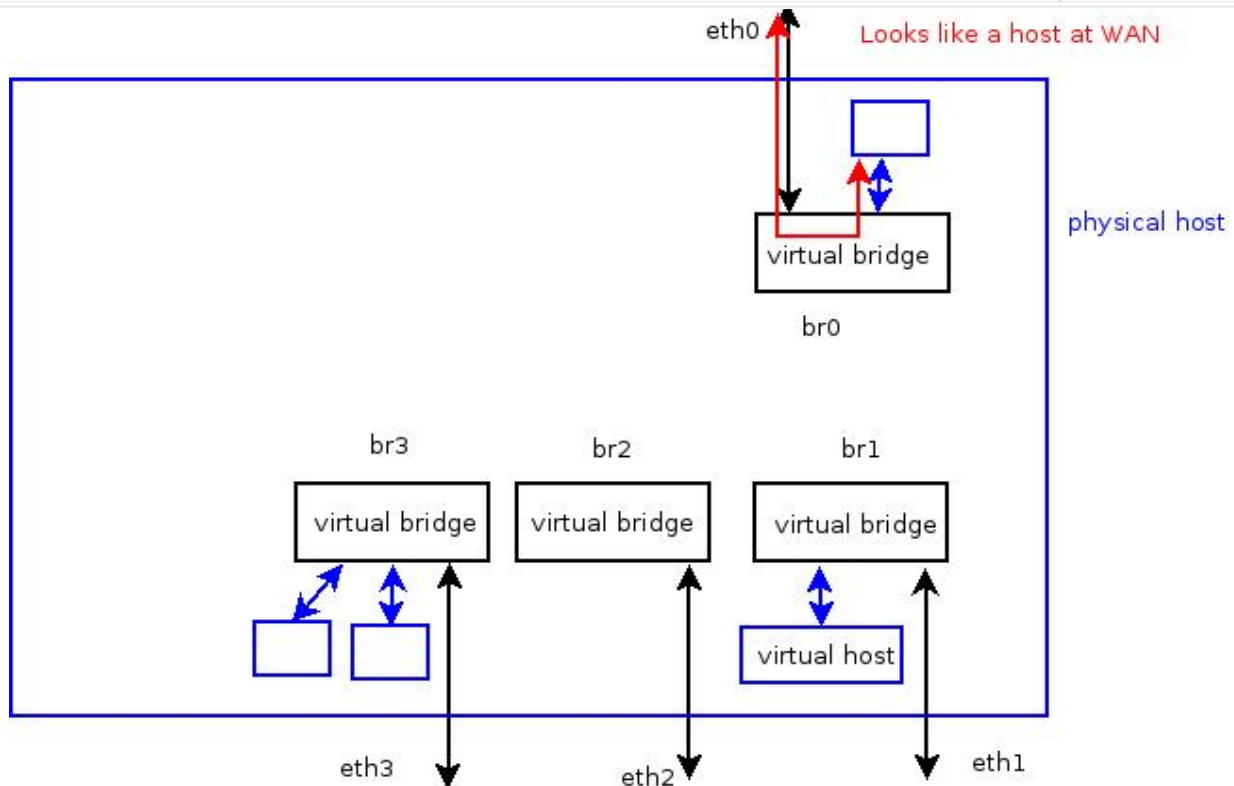 eth0
Looks like a host at WAN
physical host
virtual bridge
br0
br3
br2
br1
virtual bridge
virtual bridge
virtual bridge
virtual host
eth3
eth2
eth1